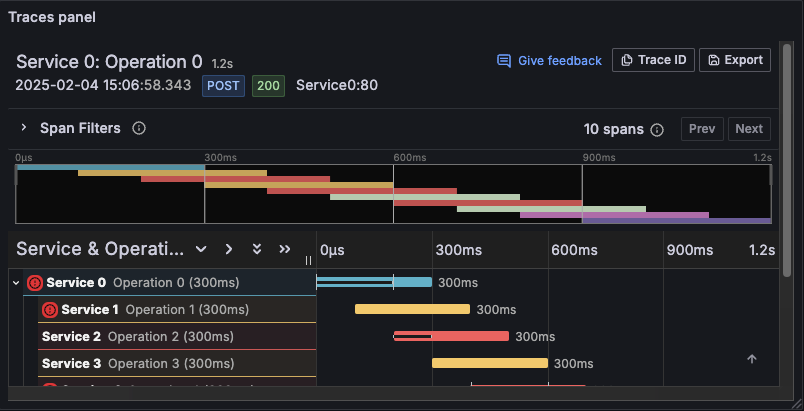 Traces panel
Service 0: Operation 0 1.2s
Give feedback Trace ID Export
2025-02-04 15:06:58.343 POST 200 Service0:80
Span Filters 10 spans Prev Next
0μs 300ms 600ms 900ms 1.2s
Service & Operati... 0μs 300ms 600ms 900ms 1.2s
Service 0 Operation 0 (300ms) 300ms
Service 1 Operation 1 (300ms) 300ms
Service 2 Operation 2 (300ms) 300ms
Service 3 Operation 3 (300ms) 300ms